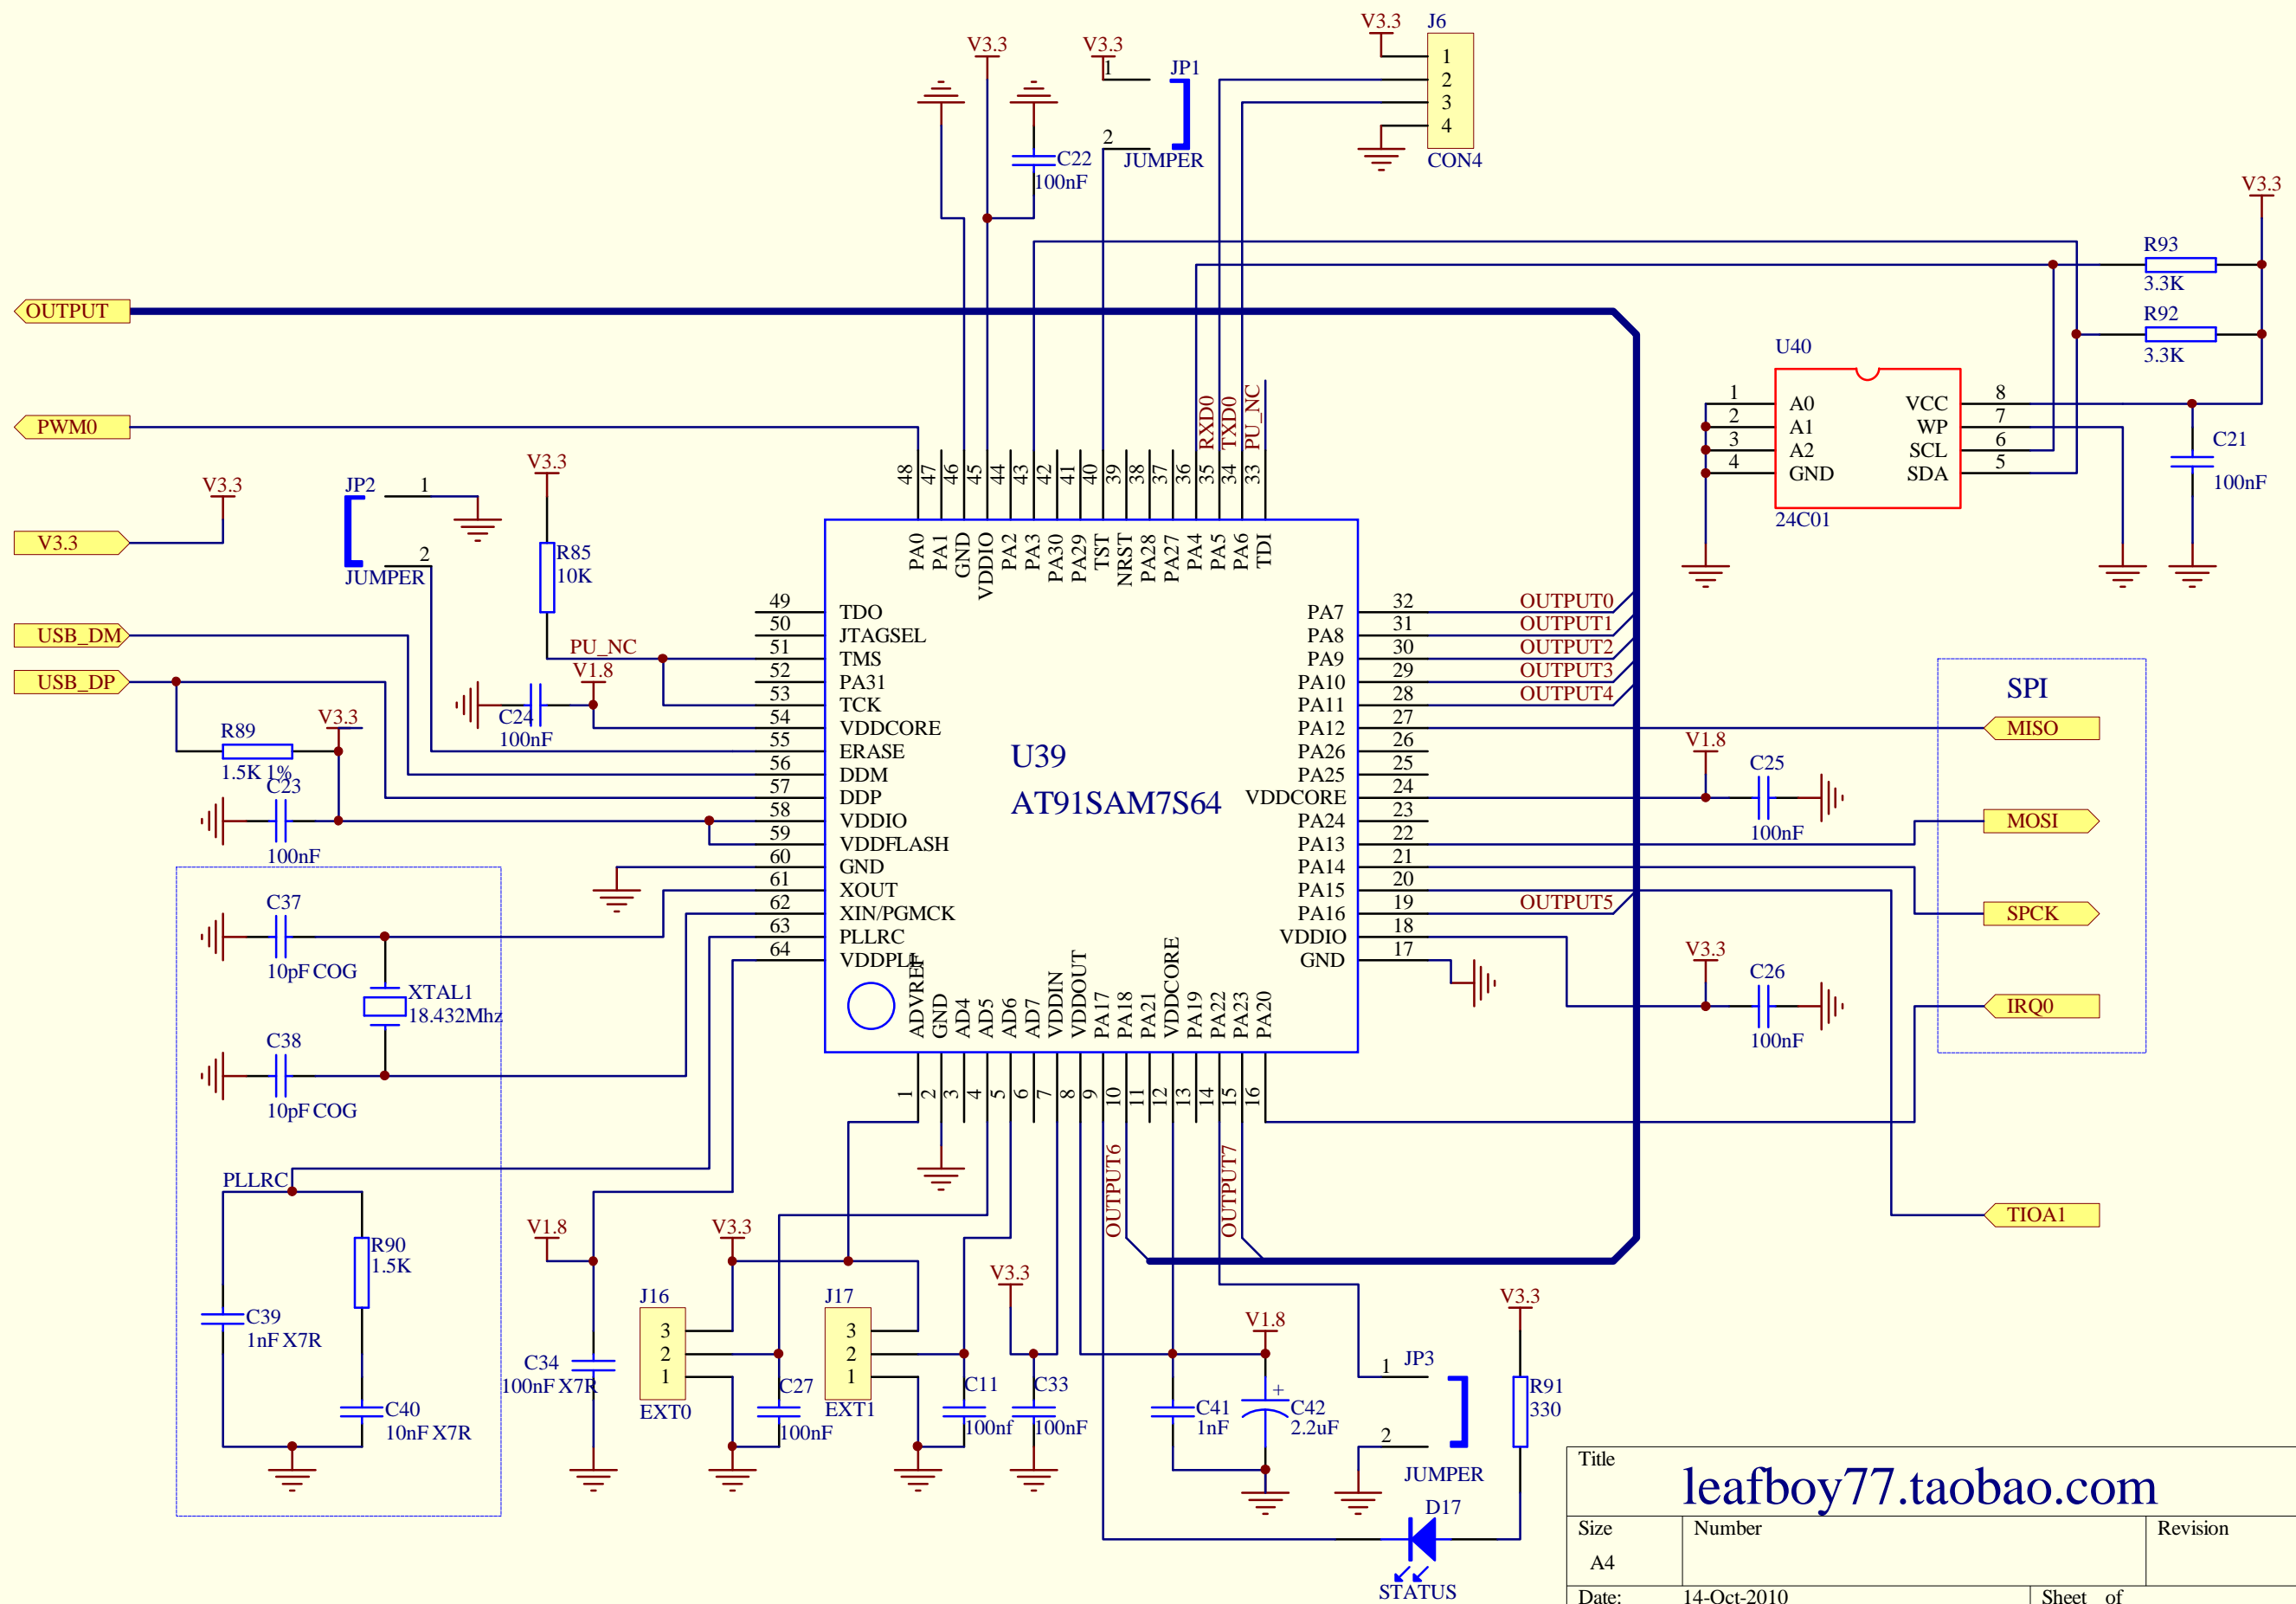 V3.3
J6
1
2
3
4
CON4
V3.3
V3.3
1
JP1
2
JUMPER
C22
100nF
V3.3
R93
3.3K
R92
3.3K
OUTPUT
PWM0
V3.3
V3.3
JP2
1
2
JUMPER
V3.3
R85
10K
USB_DM
USB_DP
PU_NC
V1.8
C24
100nF
R89
1.5K 1%
V3.3
C23
100nF
RXD0
TXD0
PU_NC
48
47
46
45
44
43
42
41
40
39
38
37
36
35
34
33
PA0
PA1
GND
VDDIO
PA2
PA3
PA30
PA29
TST
NRST
PA28
PA27
PA4
PA5
PA6
TDI
U40
1 A0
2 A1
3 A2
4 GND
VCC 8
WP 7
SCL 6
SDA 5
24C01
C21
100nF
49 TDO
50 JTAGSEL
51 TMS
52 PA31
53 TCK
54 VDDCORE
55 ERASE
56 DDM
57 DDP
58 VDDIO
59 VDDFLASH
60 GND
61 XOUT
62 XIN/PGMCK
63 PLLRC
64 VDDPLL
U39
AT91SAM7S64
PA7 32 OUTPUT0
PA8 31 OUTPUT1
PA9 30 OUTPUT2
PA10 29 OUTPUT3
PA11 28 OUTPUT4
PA12 27
PA26 26
PA25 25
VDDCORE 24
PA24 23
PA13 22
PA14 21
PA15 20
PA16 19 OUTPUT5
VDDIO 18
GND 17
V1.8
C25
100nF
V3.3
C26
100nF
SPI
MISO
MOSI
SPCK
IRQ0
TIOA1
ADVREF
GND
AD4
AD5
AD6
AD7
VDDIN
VDDOUT
PA17
PA18
PA21
VDDCORE
PA19
PA22
PA23
PA20
1
2
3
4
5
6
7
8
9
10
11
12
13
14
15
16
OUTPUT6
OUTPUT7
C37
10pF COG
XTAL1
18.432Mhz
C38
10pF COG
PLLRC
R90
1.5K
C39
1nF X7R
C40
10nF X7R
V1.8
C34
100nF X7R
V3.3
J16
3
2
1
EXT0
C27
100nF
J17
3
2
1
EXT1
C11
100nf
V3.3
C33
100nF
V1.8
C41
1nF
+
C42
2.2uF
1
JP3
2
JUMPER
V3.3
R91
330
D17
STATUS
Title
leafboy77.taobao.com
Size
A4
Number
Revision
Date:
14-Oct-2010
Sheet of